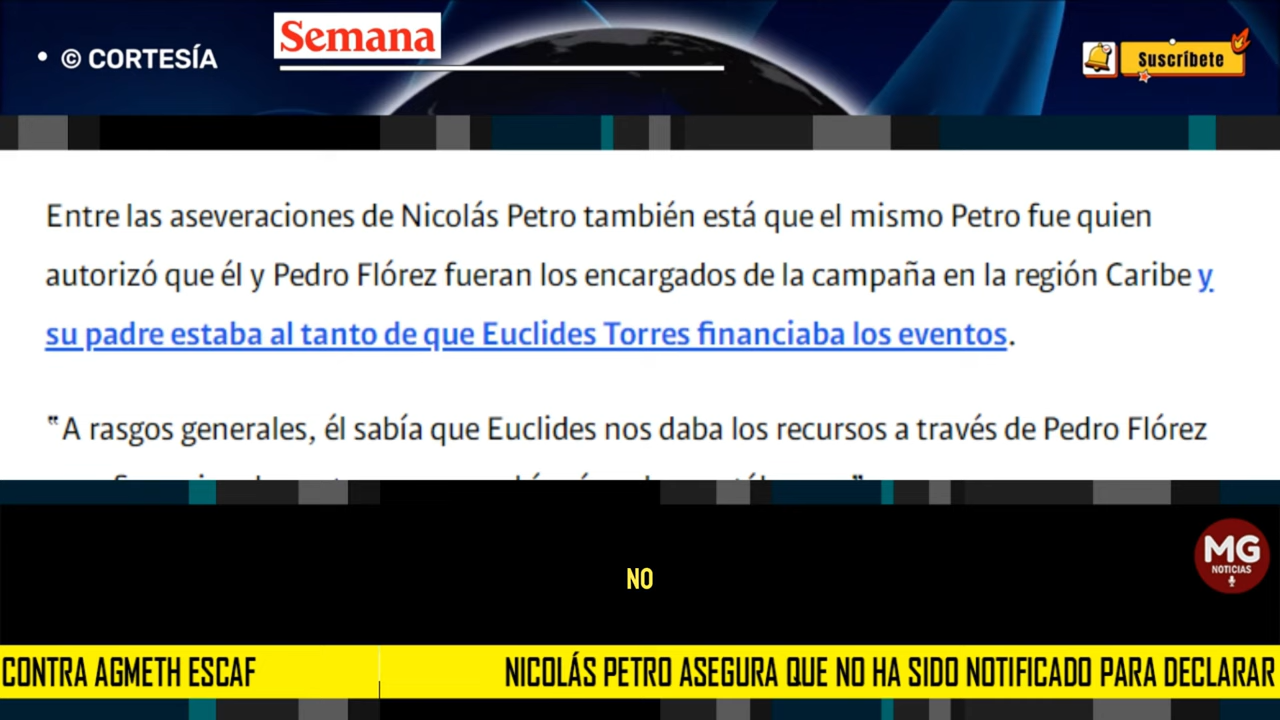 • © CORTESÍA
Semana
Suscríbete
Entre las aseveraciones de Nicolás Petro también está que el mismo Petro fue quien
autorizó que él y Pedro Flórez fueran los encargados de la campaña en la región Caribe y
su padre estaba al tanto de que Euclides Torres financiaba los eventos.
"A rasgos generales, él sabía que Euclides nos daba los recursos a través de Pedro Flórez
MG
NOTICIAS
NO
CONTRA AGMETH ESCAF
NICOLÁS PETRO ASEGURA QUE NO HA SIDO NOTIFICADO PARA DECLARAR